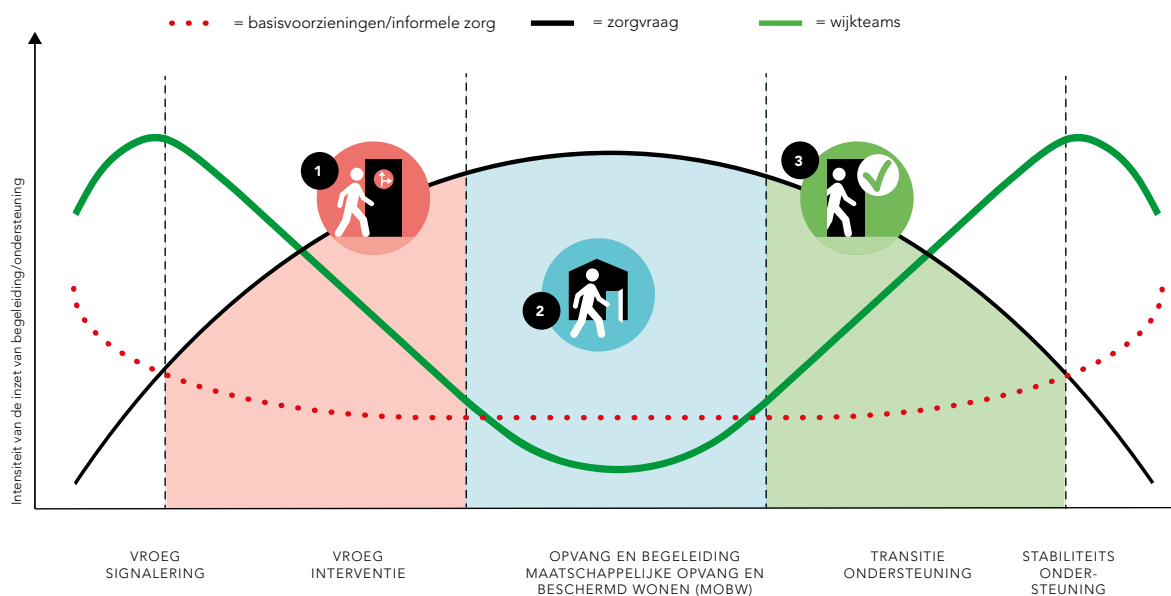 = basisvoorzieningen/informele zorg
= zorgvraag
= wijkteams
Intensiteit van de inzet van begeleiding/ondersteuning
1
2
3
VROEG
SIGNALERING
VROEG
INTERVENTIE
OPVANG EN BEGELEIDING
MAATSCHAPPELIJKE OPVANG EN
BESCHERMD WONEN (MOBW)
TRANSITIE
ONDERSTEUNING
STABILITEITS
ONDER-
STEUNING